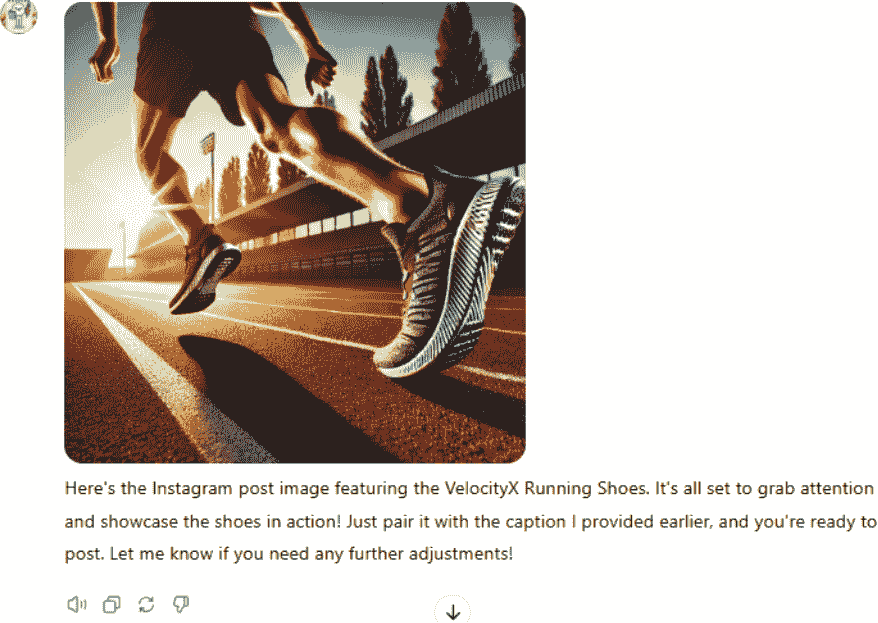 Here's the Instagram post image featuring the VelocityX Running Shoes. It's all set to grab attention
and showcase the shoes in action! Just pair it with the caption I provided earlier, and you're ready to
post. Let me know if you need any further adjustments!